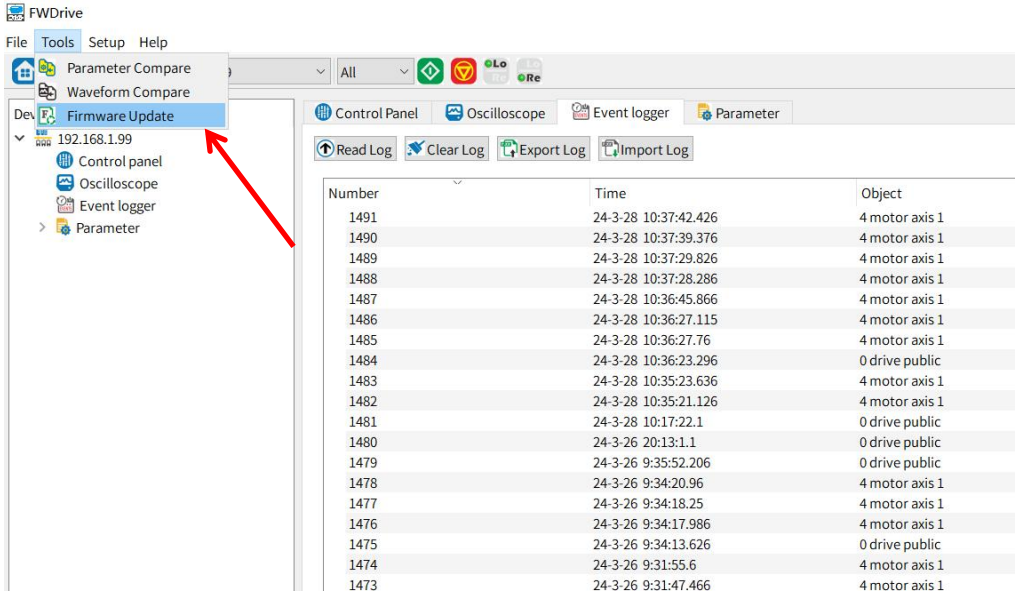 FWDrive
File Tools Setup Help
Parameter Compare
Waveform Compare
Firmware Update
All
Lo
Re
Lo
Re
192.168.1.99
Control panel
Oscilloscope
Event logger
Parameter
Control Panel Oscilloscope Event logger Parameter
Read Log Clear Log Export Log Import Log
Number Time Object
1491 24-3-28 10:37:42.426 4 motor axis 1
1490 24-3-28 10:37:39.376 4 motor axis 1
1489 24-3-28 10:37:29.826 4 motor axis 1
1488 24-3-28 10:37:28.286 4 motor axis 1
1487 24-3-28 10:36:45.866 4 motor axis 1
1486 24-3-28 10:36:27.115 4 motor axis 1
1485 24-3-28 10:36:27.76 4 motor axis 1
1484 24-3-28 10:36:23.296 0 drive public
1483 24-3-28 10:35:23.636 4 motor axis 1
1482 24-3-28 10:35:21.126 4 motor axis 1
1481 24-3-28 10:17:22.1 0 drive public
1480 24-3-26 20:13:1.1 0 drive public
1479 24-3-26 9:35:52.206 0 drive public
1478 24-3-26 9:34:20.96 4 motor axis 1
1477 24-3-26 9:34:18.25 4 motor axis 1
1476 24-3-26 9:34:17.986 4 motor axis 1
1475 24-3-26 9:34:13.626 0 drive public
1474 24-3-26 9:31:55.6 4 motor axis 1
1473 24-3-26 9:31:47.466 4 motor axis 1